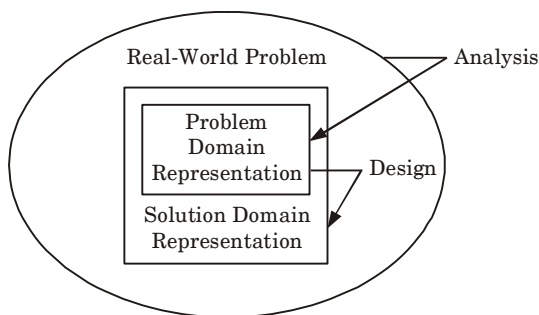 Real-World Problem
Analysis
Problem
Domain
Representation
Design
Solution Domain
Representation